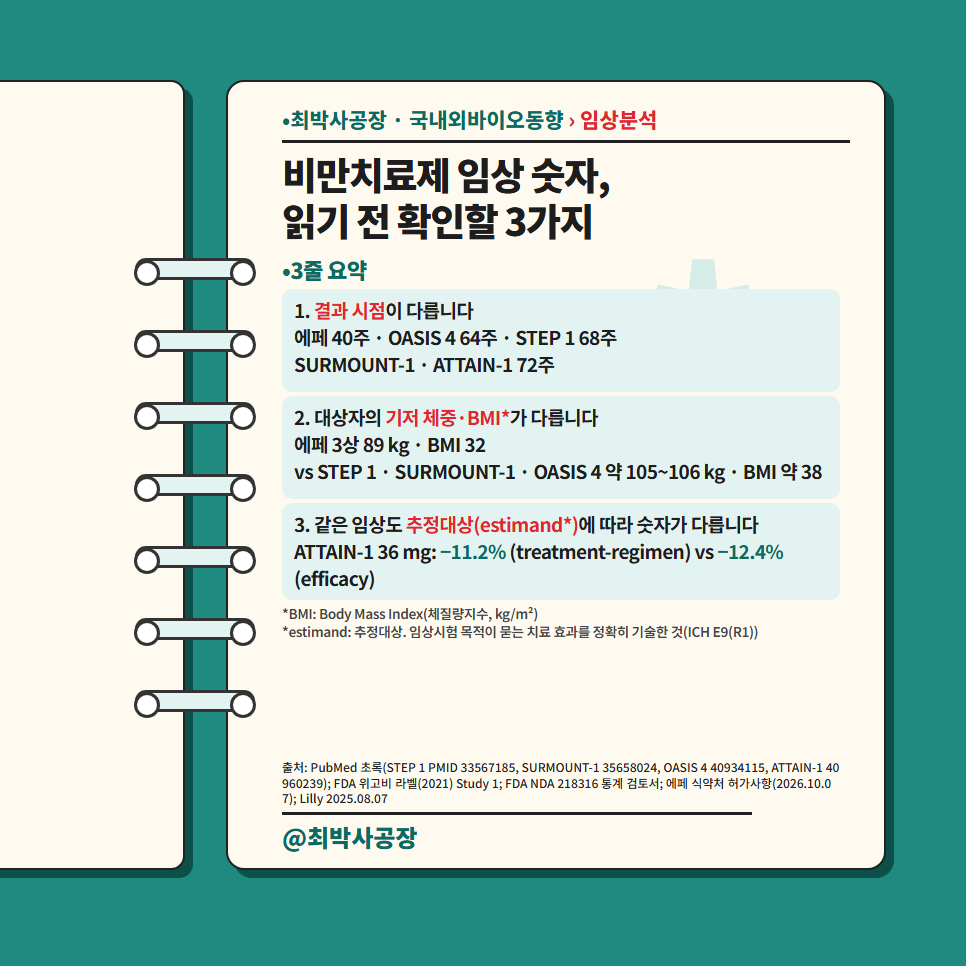 •최박사공장 · 국내외바이오동향 › 임상분석
비만치료제 임상 숫자,
읽기 전 확인할 3가지
•3줄 요약
1. 결과 시점이 다릅니다
에페 40주 · OASIS 4 64주 · STEP 1 68주
SURMOUNT-1 · ATTAIN-1 72주
2. 대상자의 기저 체중·BMI*가 다릅니다
에페 3상 89 kg · BMI 32
vs STEP 1 · SURMOUNT-1 · OASIS 4 약 105~106 kg · BMI 약 38
3. 같은 임상도 추정대상(estimand*)에 따라 숫자가 다릅니다
ATTAIN-1 36 mg: −11.2% (treatment-regimen) vs −12.4%
(efficacy)
*BMI: Body Mass Index(체질량지수, kg/m²)
*estimand: 추정대상. 임상시험 목적이 묻는 치료 효과를 정확히 기술한 것(ICH E9(R1))
출처: PubMed 초록(STEP 1 PMID 33567185, SURMOUNT-1 35658024, OASIS 4 40934115, ATTAIN-1 40
960239); FDA 위고비 라벨(2021) Study 1; FDA NDA 218316 통계 검토서; 에페 식약처 허가사항(2026.10.0
7); Lilly 2025.08.07
@최박사공장